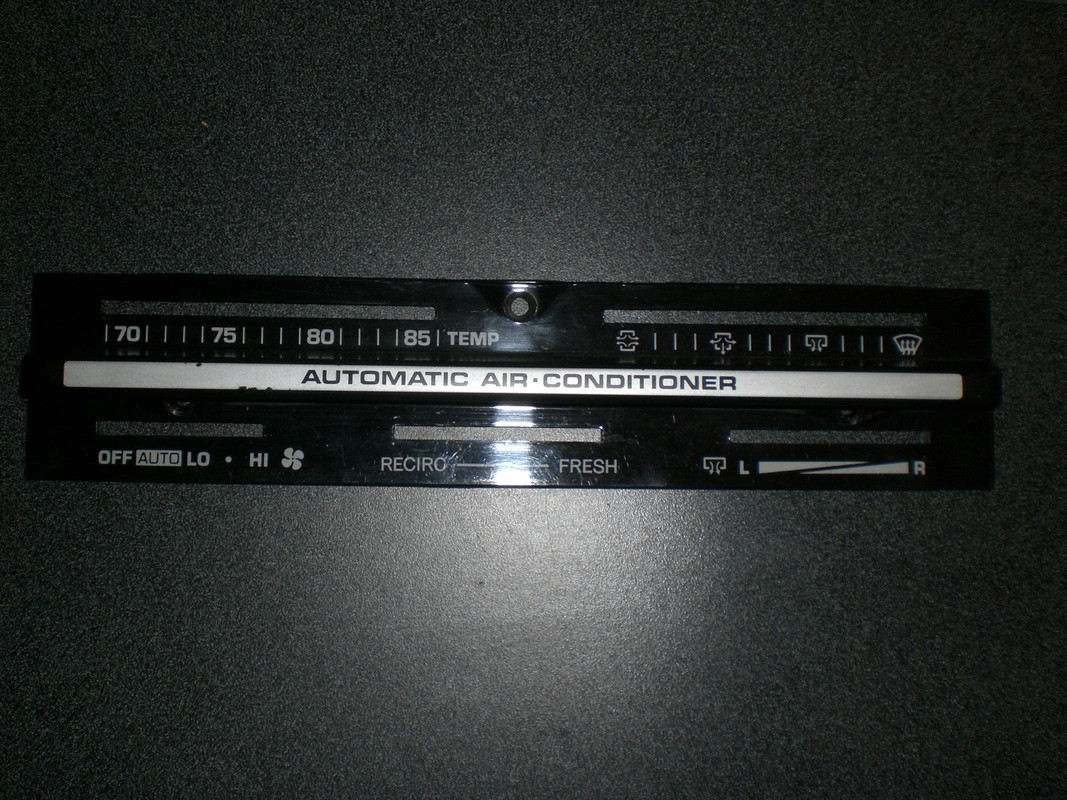 70 75 80 85 TEMP
AUTOMATIC AIR·CONDITIONER
OFF AUTO LO • HI
RECIRC FRESH
L R